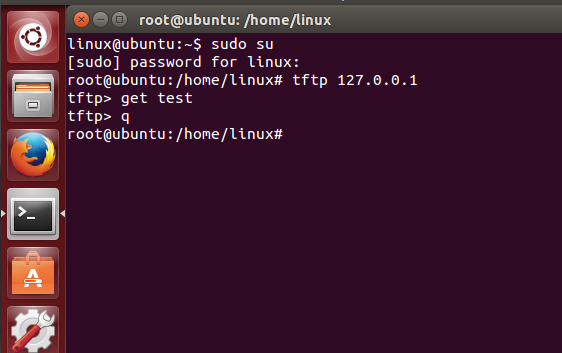 root@ubuntu: /home/linux
linux@ubuntu:~$ sudo su
[sudo] password for linux:
root@ubuntu:/home/linux# tftp 127.0.0.1
tftp> get test
tftp> q
root@ubuntu:/home/linux#